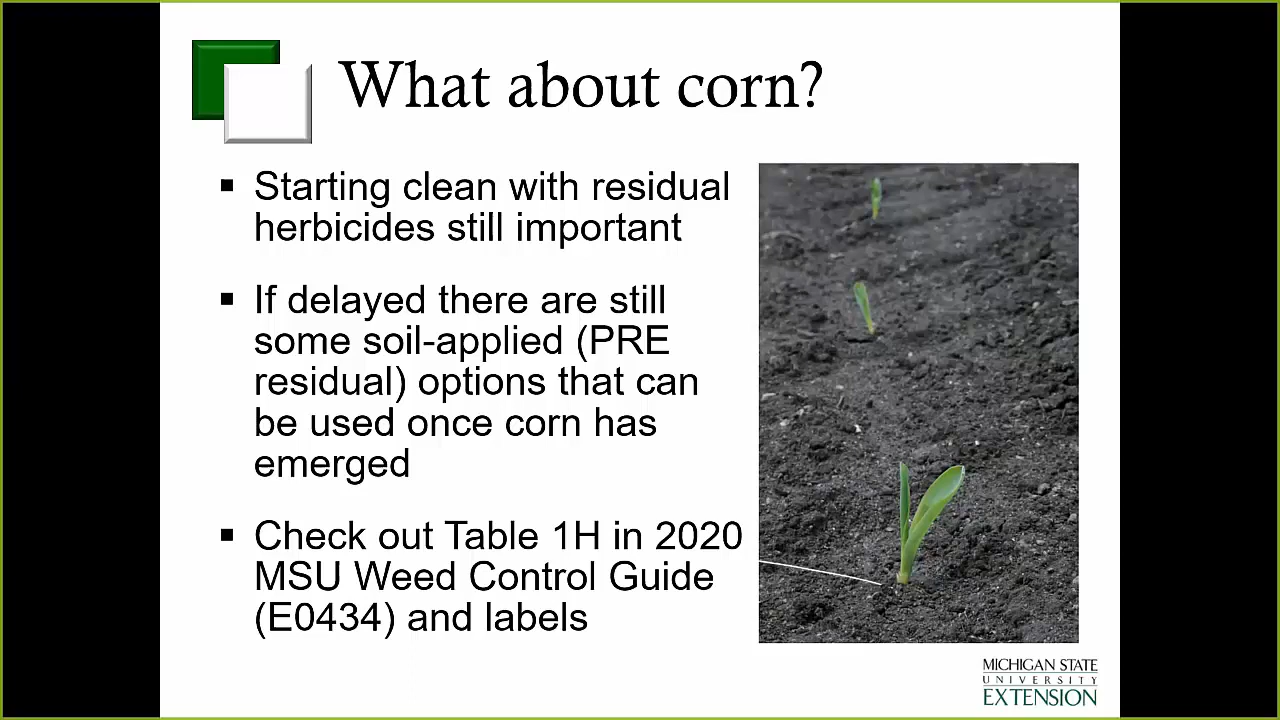 What about corn?
▪ Starting clean with residual
herbicides still important
▪ If delayed there are still
some soil-applied (PRE
residual) options that can
be used once corn has
emerged
▪ Check out Table 1H in 2020
MSU Weed Control Guide
(E0434) and labels
MICHIGAN STATE
UNIVERSITY
EXTENSION